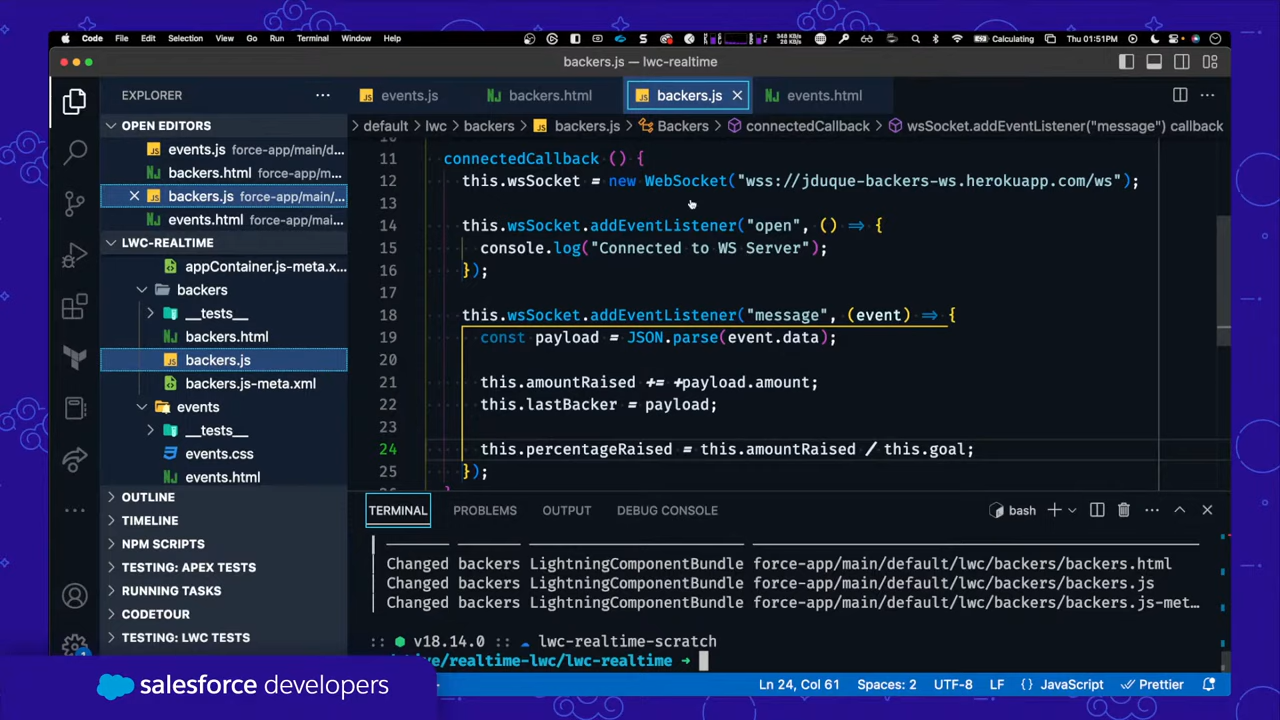 Code File Edit Selection View Go Run Terminal Window Help 348 KB 26 KB Calculating Thu 01:51PM
backers.js — lwc-realtime
EXPLORER
events.js backers.html backers.js events.html
OPEN EDITORS
default lwc backers backers.js Backers connectedCallback wsSocket.addEventListener("message") callback
events.js force-app/main/d...
backers.html force-app/m...
backers.js force-app/main/...
events.html force-app/mai...
LWC-REALTIME
appContainer.js-meta.x...
backers
__tests__
backers.html
backers.js
backers.js-meta.xml
events
__tests__
events.css
events.html
OUTLINE
TIMELINE
NPM SCRIPTS
TESTING: APEX TESTS
RUNNING TASKS
CODETOUR
TESTING: LWC TESTS
11 connectedCallback () {
12 this.wsSocket = new WebSocket("wss://jduque-backers-ws.herokuapp.com/ws");
13
14 this.wsSocket.addEventListener("open", () => {
15 console.log("Connected to WS Server");
16 });
17
18 this.wsSocket.addEventListener("message", (event) => {
19 const payload = JSON.parse(event.data);
20
21 this.amountRaised += +payload.amount;
22 this.lastBacker = payload;
23
24 this.percentageRaised = this.amountRaised / this.goal;
25 });
TERMINAL PROBLEMS OUTPUT DEBUG CONSOLE bash
Changed backers LightningComponentBundle force-app/main/default/lwc/backers/backers.html
Changed backers LightningComponentBundle force-app/main/default/lwc/backers/backers.js
Changed backers LightningComponentBundle force-app/main/default/lwc/backers/backers.js-met...
:: v18.14.0 :: lwc-realtime-scratch
/realtime-lwc/lwc-realtime →
Ln 24, Col 61 Spaces: 2 UTF-8 LF {} JavaScript Prettier
salesforce developers